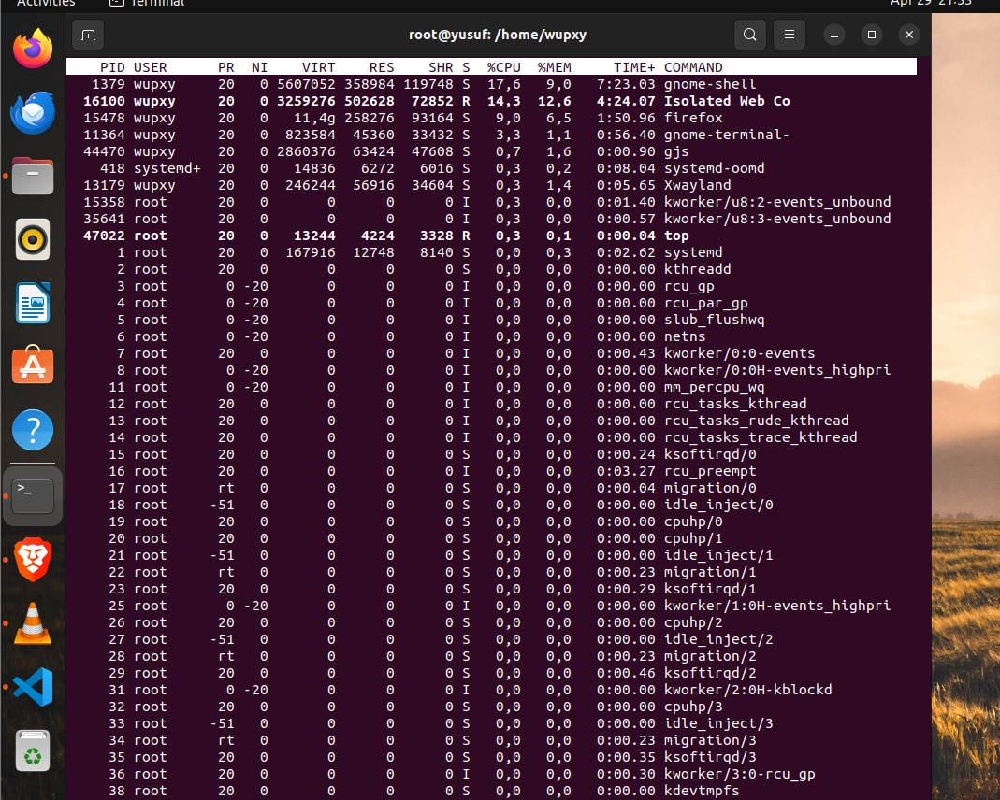 Activities Terminal Apr 29 21:53
root@yusuf: /home/wupxy
PID USER PR NI VIRT RES SHR S %CPU %MEM TIME+ COMMAND
1379 wupxy 20 0 5607052 358984 119748 S 17,6 9,0 7:23.03 gnome-shell
16100 wupxy 20 0 3259276 502628 72852 R 14,3 12,6 4:24.07 Isolated Web Co
15478 wupxy 20 0 11,4g 258276 93164 S 9,0 6,5 1:50.96 firefox
11364 wupxy 20 0 823584 45360 33432 S 3,3 1,1 0:56.40 gnome-terminal-
44470 wupxy 20 0 2860376 63424 47608 S 0,7 1,6 0:00.90 gjs
418 systemd+ 20 0 14836 6272 6016 S 0,3 0,2 0:08.04 systemd-oomd
13179 wupxy 20 0 246244 56916 34604 S 0,3 1,4 0:05.65 Xwayland
15358 root 20 0 0 0 0 I 0,3 0,0 0:01.40 kworker/u8:2-events_unbound
35641 root 20 0 0 0 0 I 0,3 0,0 0:00.57 kworker/u8:3-events_unbound
47022 root 20 0 13244 4224 3328 R 0,3 0,1 0:00.04 top
1 root 20 0 167916 12748 8140 S 0,0 0,3 0:02.62 systemd
2 root 20 0 0 0 0 S 0,0 0,0 0:00.00 kthreadd
3 root 0 -20 0 0 0 I 0,0 0,0 0:00.00 rcu_gp
4 root 0 -20 0 0 0 I 0,0 0,0 0:00.00 rcu_par_gp
5 root 0 -20 0 0 0 I 0,0 0,0 0:00.00 slub_flushwq
6 root 0 -20 0 0 0 I 0,0 0,0 0:00.00 netns
7 root 20 0 0 0 0 I 0,0 0,0 0:00.43 kworker/0:0-events
8 root 0 -20 0 0 0 I 0,0 0,0 0:00.00 kworker/0:0H-events_highpri
11 root 0 -20 0 0 0 I 0,0 0,0 0:00.00 mm_percpu_wq
12 root 20 0 0 0 0 I 0,0 0,0 0:00.00 rcu_tasks_kthread
13 root 20 0 0 0 0 I 0,0 0,0 0:00.00 rcu_tasks_rude_kthread
14 root 20 0 0 0 0 I 0,0 0,0 0:00.00 rcu_tasks_trace_kthread
15 root 20 0 0 0 0 S 0,0 0,0 0:00.24 ksoftirqd/0
16 root 20 0 0 0 0 I 0,0 0,0 0:03.27 rcu_preempt
17 root rt 0 0 0 0 S 0,0 0,0 0:00.04 migration/0
18 root -51 0 0 0 0 S 0,0 0,0 0:00.00 idle_inject/0
19 root 20 0 0 0 0 S 0,0 0,0 0:00.00 cpuhp/0
20 root 20 0 0 0 0 S 0,0 0,0 0:00.00 cpuhp/1
21 root -51 0 0 0 0 S 0,0 0,0 0:00.00 idle_inject/1
22 root rt 0 0 0 0 S 0,0 0,0 0:00.23 migration/1
23 root 20 0 0 0 0 S 0,0 0,0 0:00.29 ksoftirqd/1
25 root 0 -20 0 0 0 I 0,0 0,0 0:00.00 kworker/1:0H-events_highpri
26 root 20 0 0 0 0 S 0,0 0,0 0:00.00 cpuhp/2
27 root -51 0 0 0 0 S 0,0 0,0 0:00.00 idle_inject/2
28 root rt 0 0 0 0 S 0,0 0,0 0:00.23 migration/2
29 root 20 0 0 0 0 S 0,0 0,0 0:00.46 ksoftirqd/2
31 root 0 -20 0 0 0 I 0,0 0,0 0:00.00 kworker/2:0H-kblockd
32 root 20 0 0 0 0 S 0,0 0,0 0:00.00 cpuhp/3
33 root -51 0 0 0 0 S 0,0 0,0 0:00.00 idle_inject/3
34 root rt 0 0 0 0 S 0,0 0,0 0:00.23 migration/3
35 root 20 0 0 0 0 S 0,0 0,0 0:00.35 ksoftirqd/3
36 root 20 0 0 0 0 I 0,0 0,0 0:00.30 kworker/3:0-rcu_gp
38 root 20 0 0 0 0 S 0,0 0,0 0:00.00 kdevtmpfs